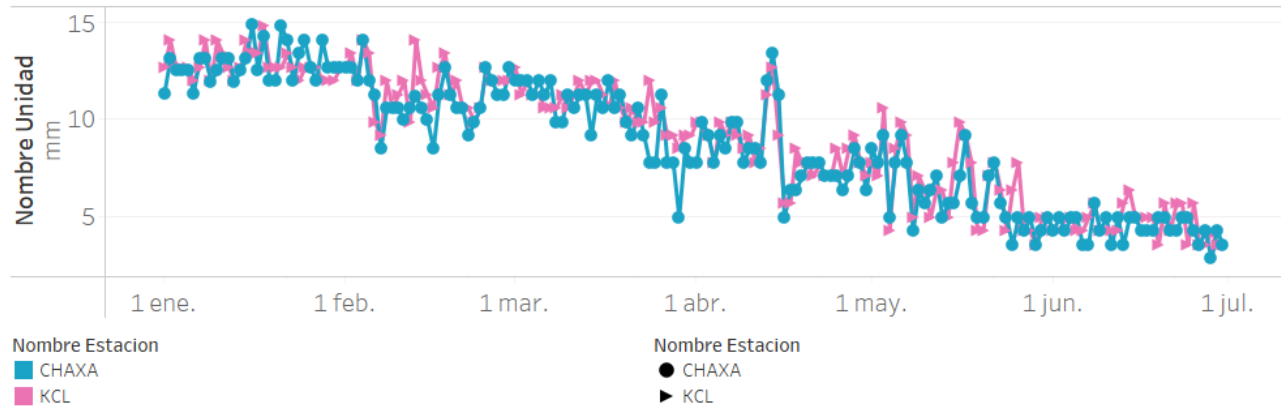 Nombre Unidad
mm
15
10
5
1 ene.
1 feb.
1 mar.
1 abr.
1 may.
1 jun.
1 jul.
Nombre Estacion
CHAXA
KCL
Nombre Estacion
CHAXA
KCL